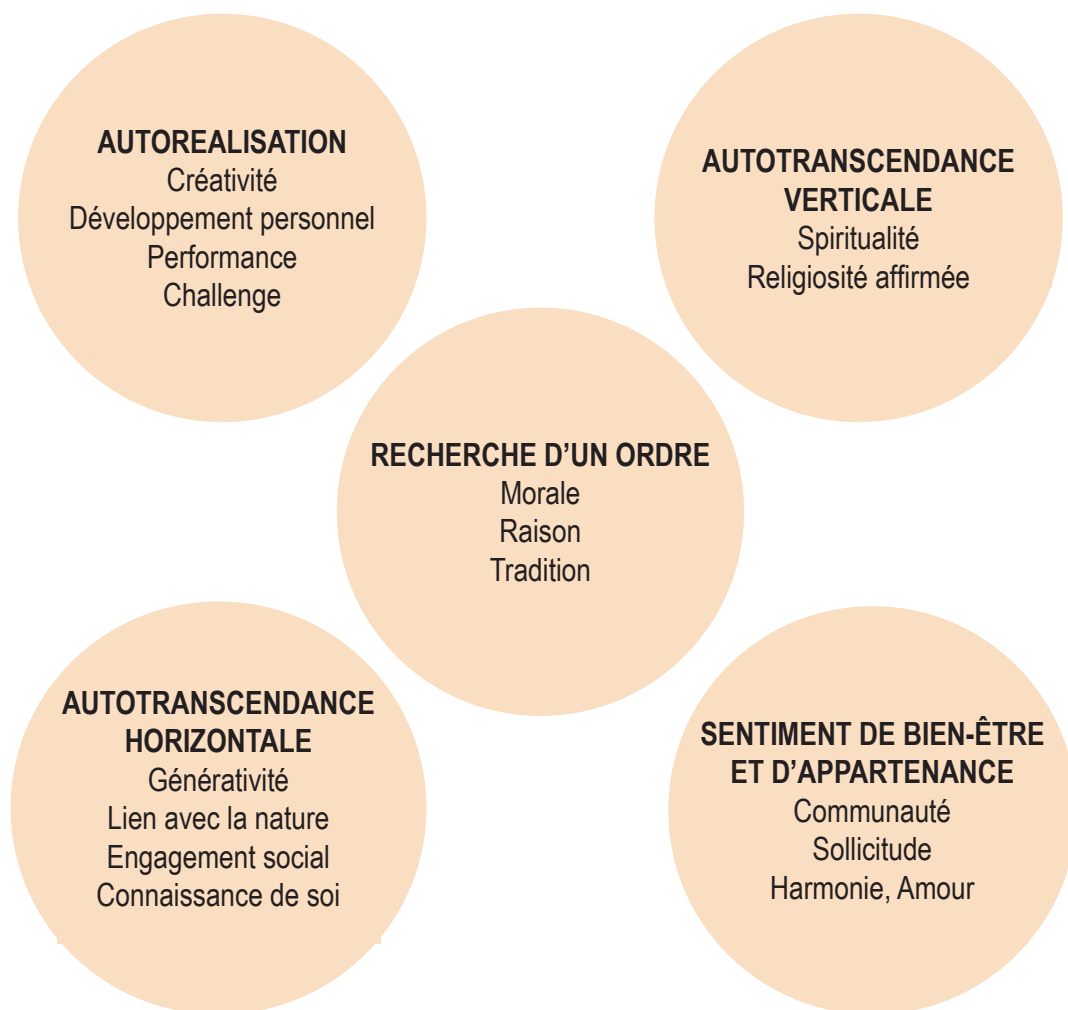 AUTOREALISATION
Créativité
Développement personnel
Performance
Challenge
AUTOTRANSCENDANCE
VERTICALE
Spiritualité
Religiosité affirmée
RECHERCHE D’UN ORDRE
Morale
Raison
Tradition
AUTOTRANSCENDANCE
HORIZONTALE
Générativité
Lien avec la nature
Engagement social
Connaissance de soi
SENTIMENT DE BIEN-ÊTRE
ET D’APPARTENANCE
Communauté
Sollicitude
Harmonie, Amour